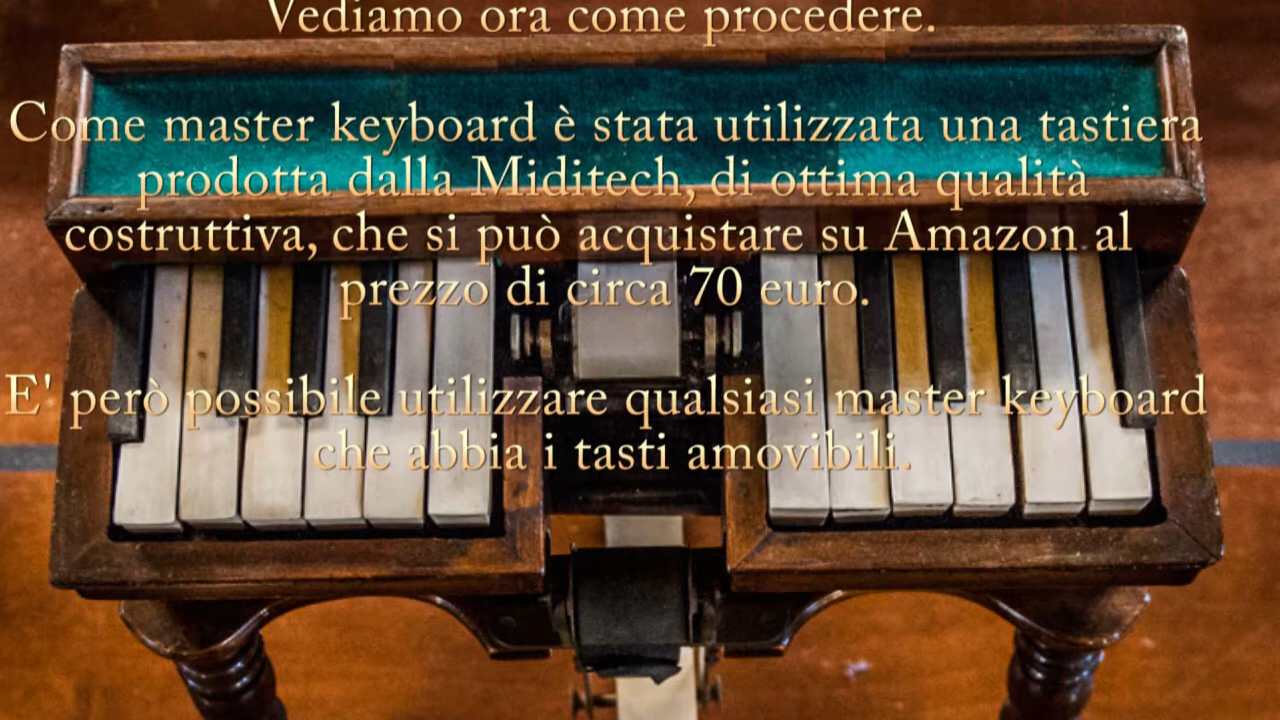 Vediamo ora come procedere.
Come master keyboard è stata utilizzata una tastiera
prodotta dalla Miditech, di ottima qualità
costruttiva, che si può acquistare su Amazon al
prezzo di circa 70 euro.
E' però possibile utilizzare qualsiasi master keyboard
che abbia i tasti amovibili.